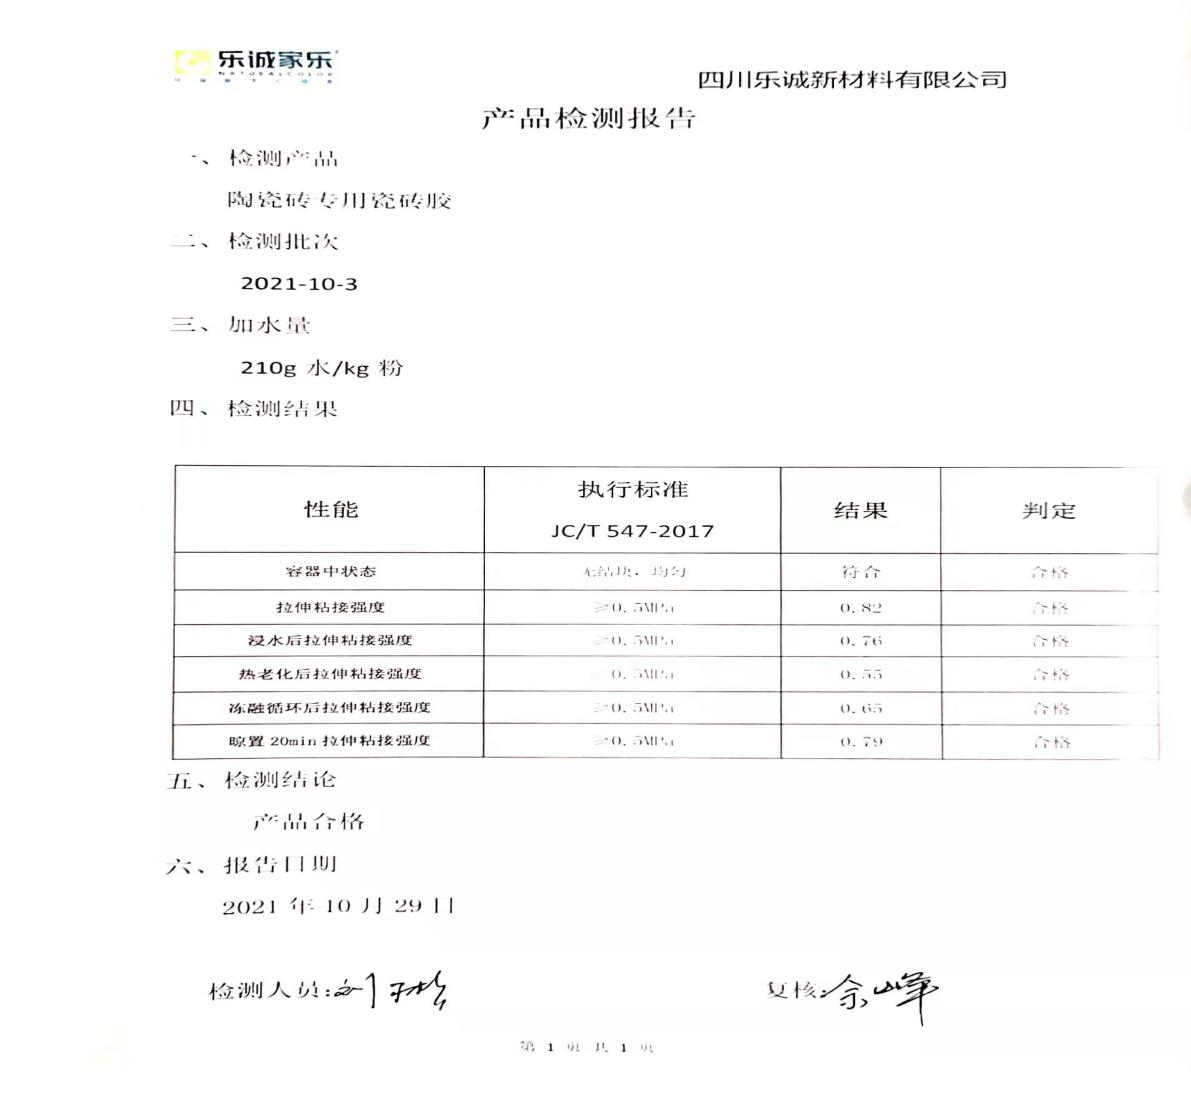 乐诚家乐
NATURALCOLOR
四川乐诚新材料有限公司
产品检测报告
一、检测产品
陶瓷砖专用瓷砖胶
二、检测批次
2021-10-3
三、加水量
210g 水/kg 粉
四、检测结果
性能 执行标准 JC/T 547-2017 结果 判定
容器中状态 无结块，均匀 符合 合格
拉伸粘接强度 ≥0.5MPa 0.82 合格
浸水后拉伸粘接强度 ≥0.5MPa 0.76 合格
热老化后拉伸粘接强度 ≥0.5MPa 0.55 合格
冻融循环后拉伸粘接强度 ≥0.5MPa 0.65 合格
晾置 20min 拉伸粘接强度 ≥0.5MPa 0.79 合格
五、检测结论
产品合格
六、报告日期
2021 年 10 月 29 日
检测人员: 复核:余峰
第 1 页 共 1 页